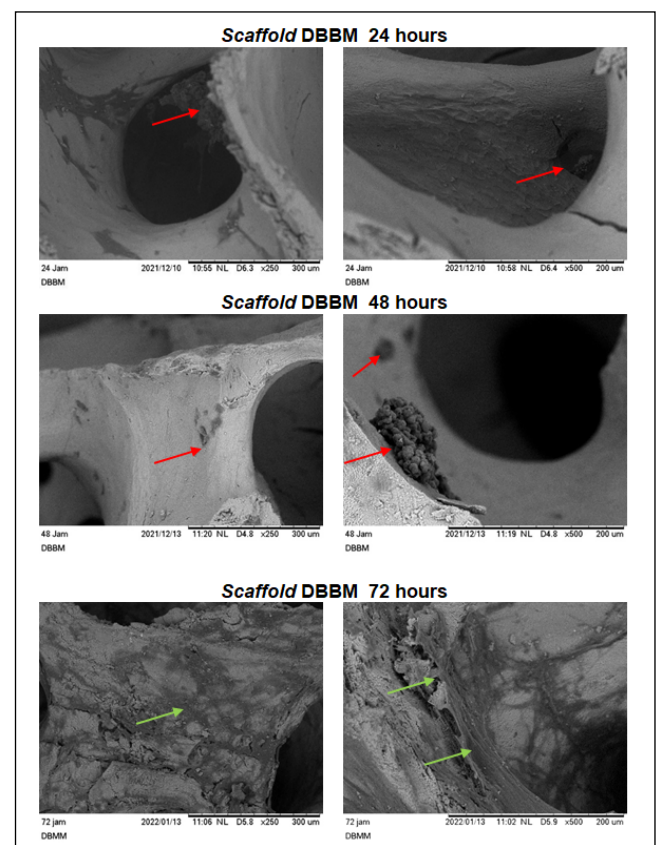 Scaffold DBBM 24 hours
24 Jam 2021/12/10 10:55 NL D6.3 x250 300 um
DBBM
24 Jam 2021/12/10 10:58 NL D6.4 x500 200 um
DBBM
Scaffold DBBM 48 hours
48 Jam 2021/12/13 11:20 NL D4.8 x250 300 um
DBBM
48 Jam 2021/12/13 11:19 NL D4.8 x500 200 um
DBBM
Scaffold DBBM 72 hours
72 jam 2022/01/13 11:06 NL D5.8 x250 300 um
DBMM
72 jam 2022/01/13 11:02 NL D5.9 x500 200 um
DBMM